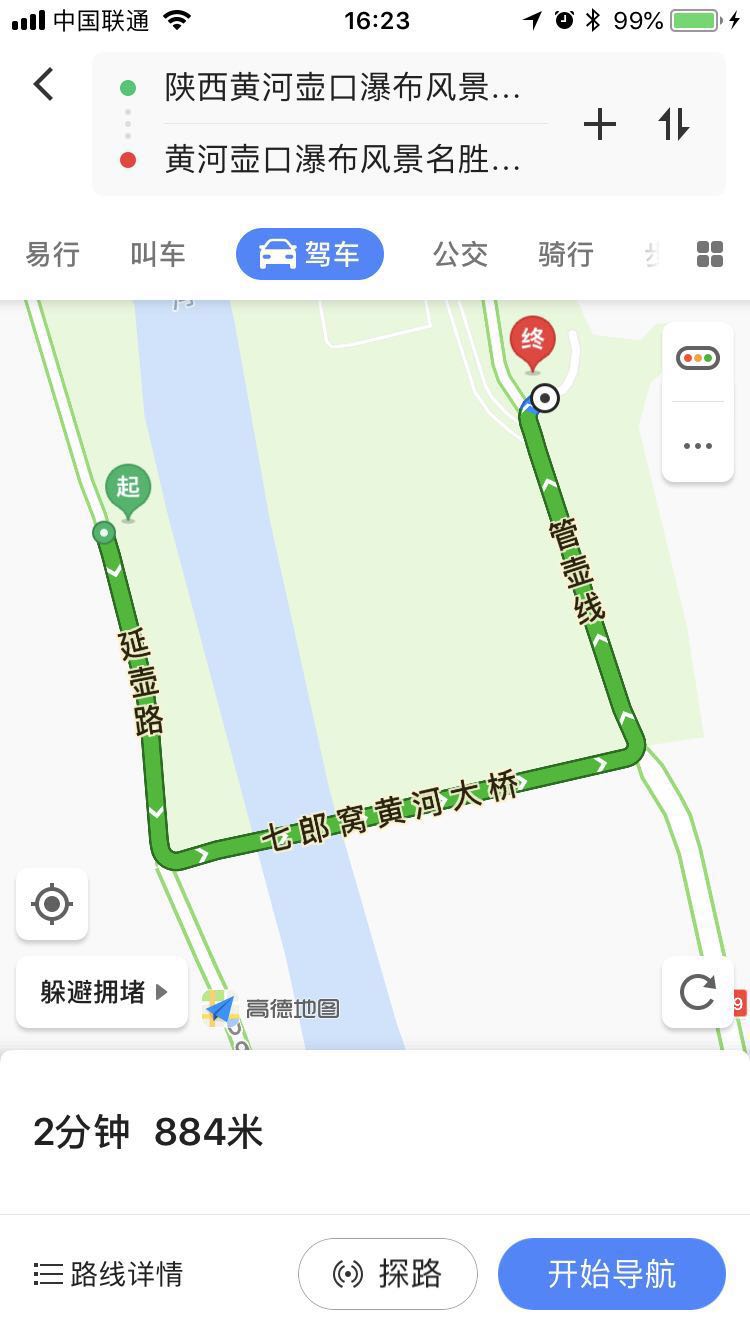 中国联通 16:23 99%
陕西黄河壶口瀑布风景...
黄河壶口瀑布风景名胜...
易行 叫车 驾车 公交 骑行
终
起
管壶线
延壶路
七郎窝黄河大桥
躲避拥堵
高德地图
2分钟 884米
路线详情 探路 开始导航